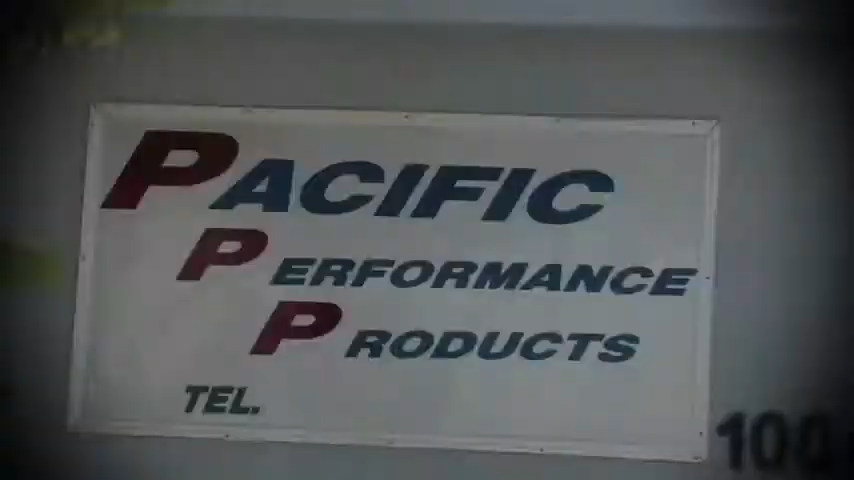 PACIFIC
PERFORMANCE
PRODUCTS
TEL.
100